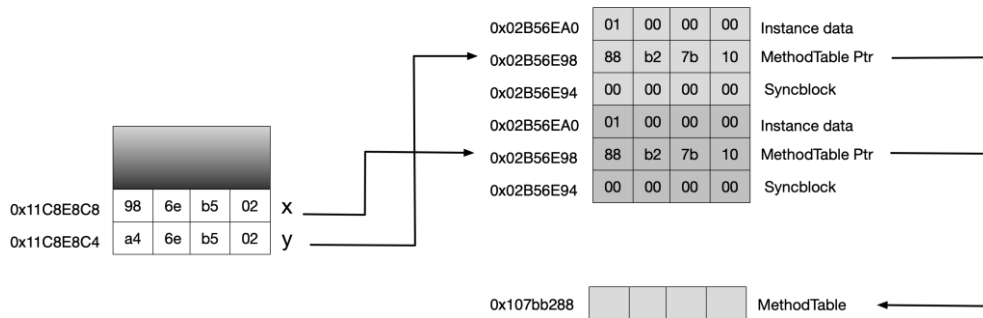 0x02B56EA0 01 00 00 00 Instance data
0x02B56E98 88 b2 7b 10 MethodTable Ptr
0x02B56E94 00 00 00 00 Syncblock
0x02B56EA0 01 00 00 00 Instance data
0x02B56E98 88 b2 7b 10 MethodTable Ptr
0x02B56E94 00 00 00 00 Syncblock
0x11C8E8C8 98 6e b5 02 x
0x11C8E8C4 a4 6e b5 02 y
0x107bb288 MethodTable